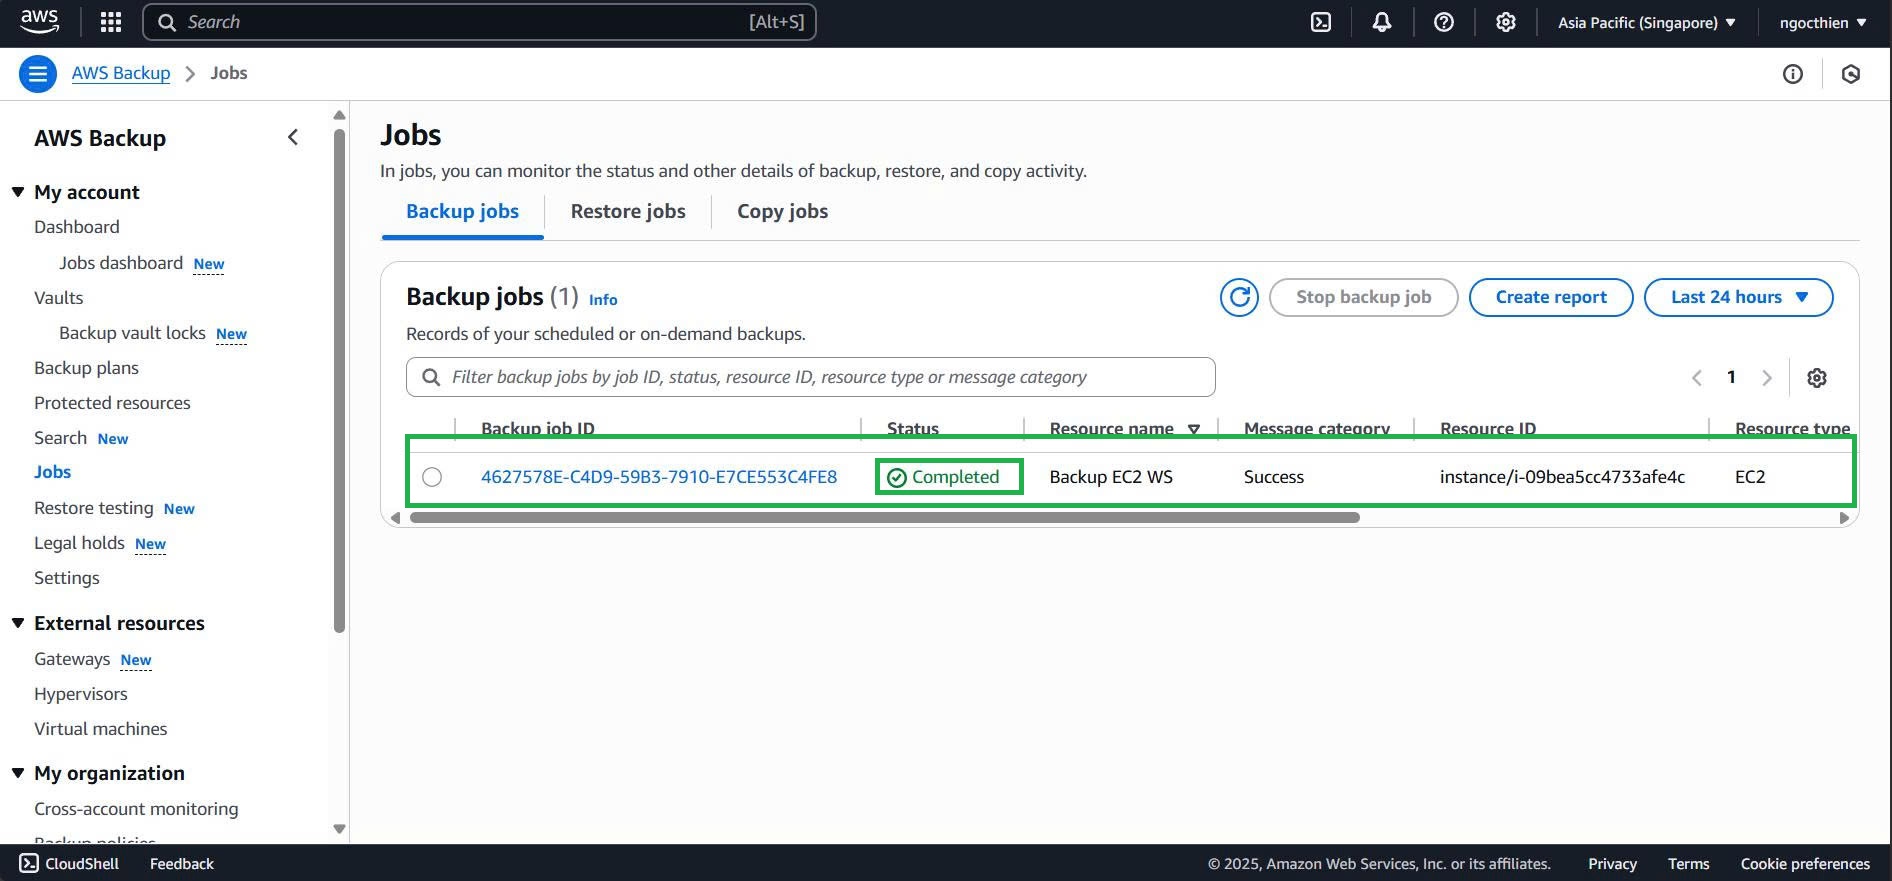 aws Search [Alt+S] Asia Pacific (Singapore) ngocthien
AWS Backup Jobs
AWS Backup
My account
Dashboard
Jobs dashboard New
Vaults
Backup vault locks New
Backup plans
Protected resources
Search New
Jobs
Restore testing New
Legal holds New
Settings
External resources
Gateways New
Hypervisors
Virtual machines
My organization
Cross-account monitoring
Backup policies
Jobs
In jobs, you can monitor the status and other details of backup, restore, and copy activity.
Backup jobs Restore jobs Copy jobs
Backup jobs (1) Info Stop backup job Create report Last 24 hours
Records of your scheduled or on-demand backups.
Filter backup jobs by job ID, status, resource ID, resource type or message category 1
Backup job ID Status Resource name Message category Resource ID Resource type
4627578E-C4D9-59B3-7910-E7CE553C4FE8 Completed Backup EC2 WS Success instance/i-09bea5cc4733afe4c EC2
CloudShell Feedback © 2025, Amazon Web Services, Inc. or its affiliates. Privacy Terms Cookie preferences